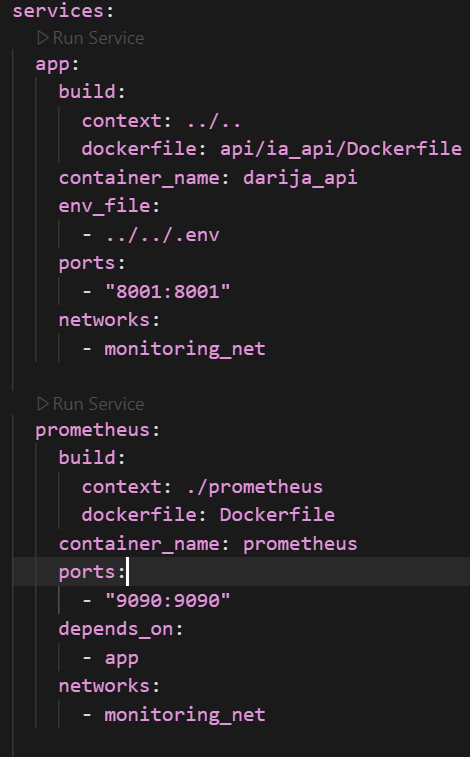 services:
Run Service
app:
build:
context: ../..
dockerfile: api/ia_api/Dockerfile
container_name: darija_api
env_file:
- ../../.env
ports:
- "8001:8001"
networks:
- monitoring_net
Run Service
prometheus:
build:
context: ./prometheus
dockerfile: Dockerfile
container_name: prometheus
ports:
- "9090:9090"
depends_on:
- app
networks:
- monitoring_net